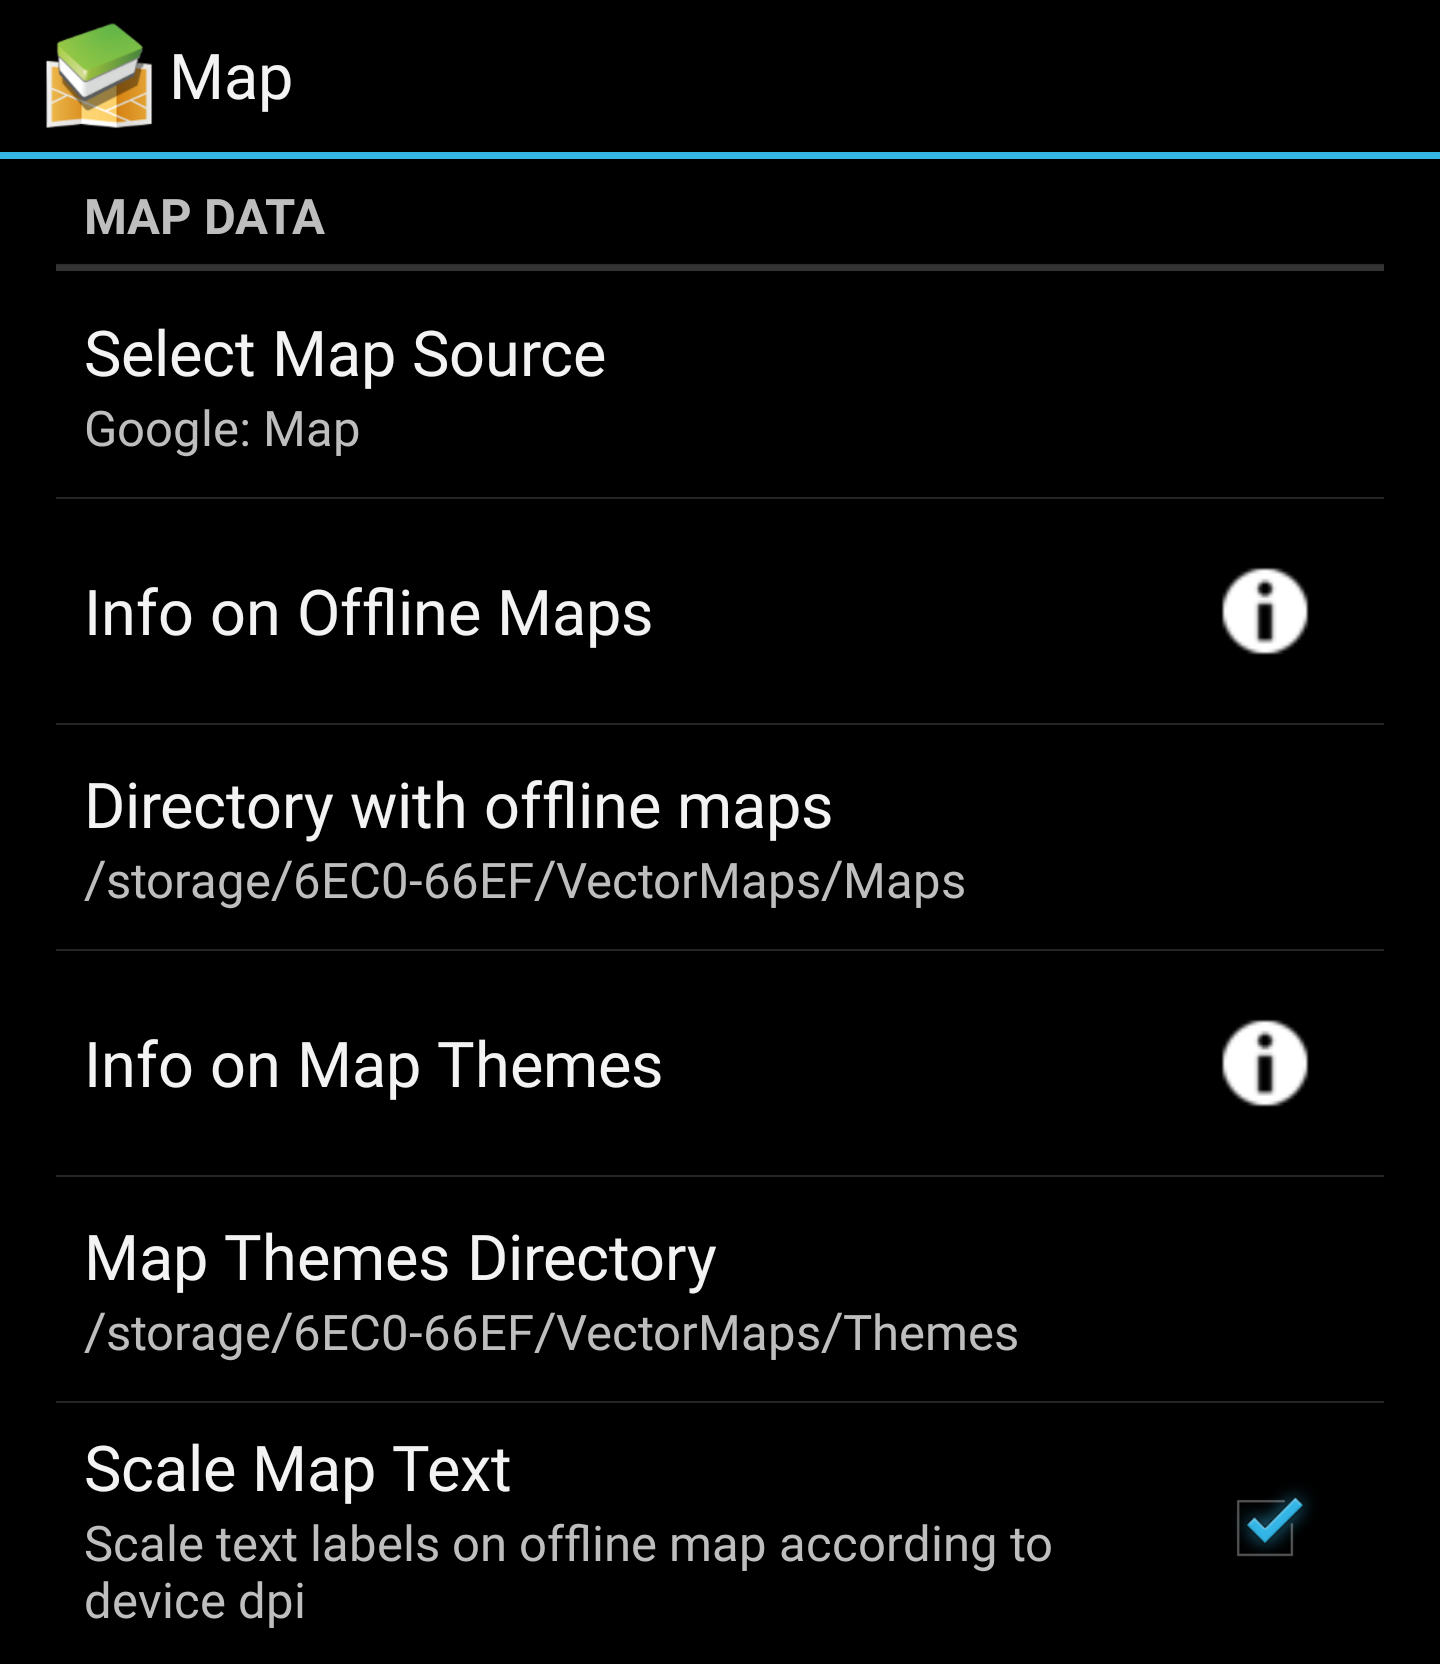 Map
MAP DATA
Select Map Source
Google: Map
Info on Offline Maps
Directory with offline maps
/storage/6EC0-66EF/VectorMaps/Maps
Info on Map Themes
Map Themes Directory
/storage/6EC0-66EF/VectorMaps/Themes
Scale Map Text
Scale text labels on offline map according to
device dpi